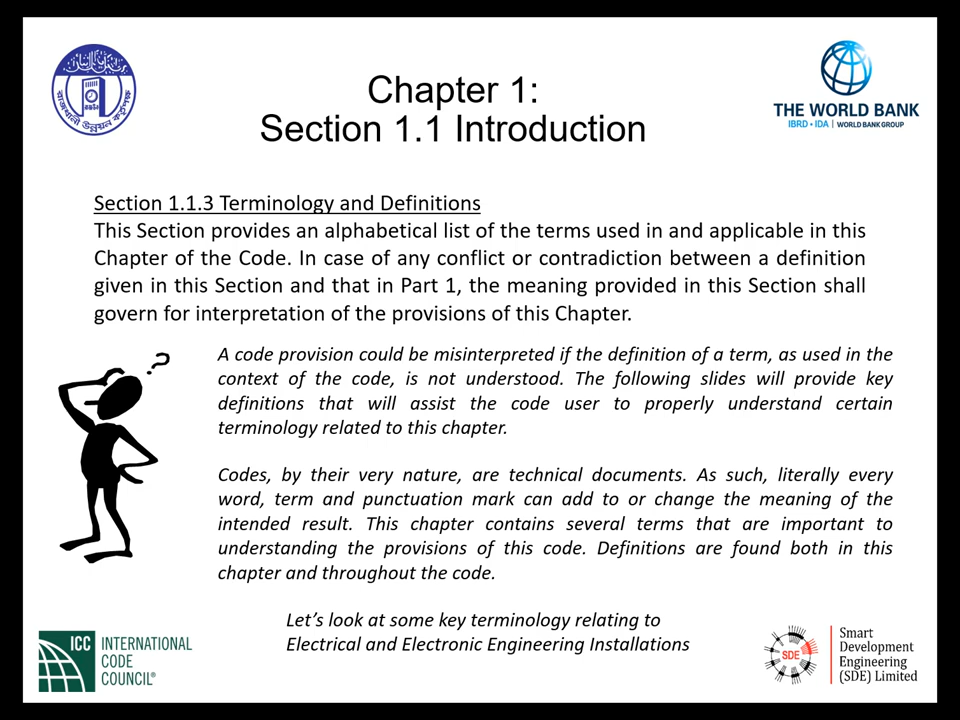 Chapter 1:
Section 1.1 Introduction
THE WORLD BANK
IBRD • IDA | WORLD BANK GROUP
Section 1.1.3 Terminology and Definitions
This Section provides an alphabetical list of the terms used in and applicable in this
Chapter of the Code. In case of any conflict or contradiction between a definition
given in this Section and that in Part 1, the meaning provided in this Section shall
govern for interpretation of the provisions of this Chapter.
?
A code provision could be misinterpreted if the definition of a term, as used in the
context of the code, is not understood. The following slides will provide key
definitions that will assist the code user to properly understand certain
terminology related to this chapter.
Codes, by their very nature, are technical documents. As such, literally every
word, term and punctuation mark can add to or change the meaning of the
intended result. This chapter contains several terms that are important to
understanding the provisions of this code. Definitions are found both in this
chapter and throughout the code.
Let’s look at some key terminology relating to
Electrical and Electronic Engineering Installations
ICC
INTERNATIONAL
CODE
COUNCIL®
SDE
Smart
Development
Engineering
(SDE) Limited